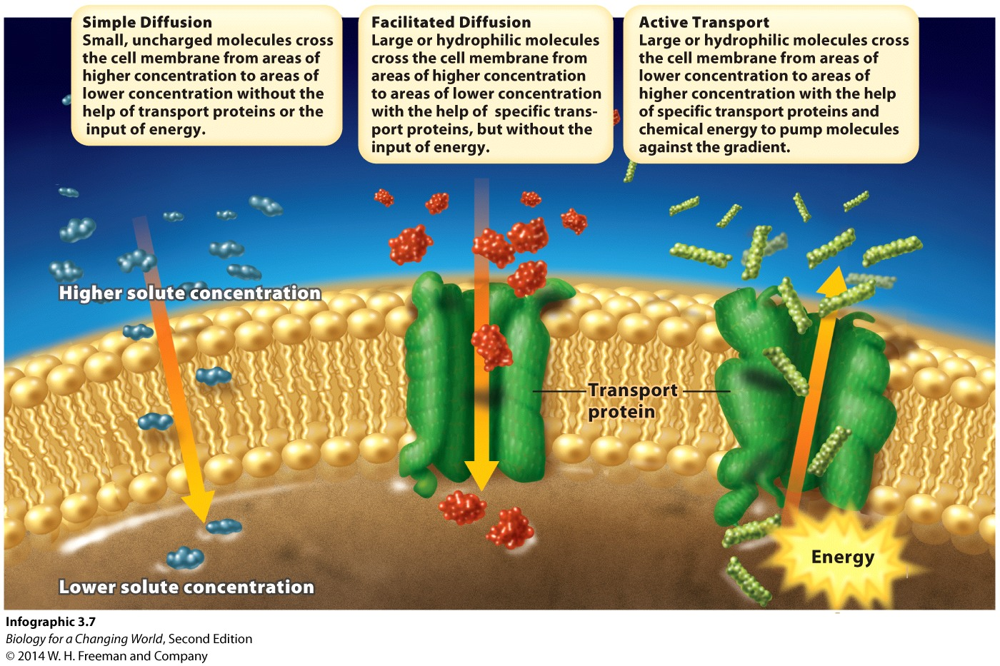 Simple Diffusion
Small, uncharged molecules cross
the cell membrane from areas of
higher concentration to areas of
lower concentration without the
help of transport proteins or the
input of energy.
Facilitated Diffusion
Large or hydrophilic molecules
cross the cell membrane from
areas of higher concentration
to areas of lower concentration
with the help of specific trans-
port proteins, but without the
input of energy.
Active Transport
Large or hydrophilic molecules cross
the cell membrane from areas of
lower concentration to areas of
higher concentration with the help
of specific transport proteins and
chemical energy to pump molecules
against the gradient.
Higher solute concentration
Transport
protein
Energy
Lower solute concentration
Infographic 3.7
Biology for a Changing World, Second Edition
© 2014 W. H. Freeman and Company